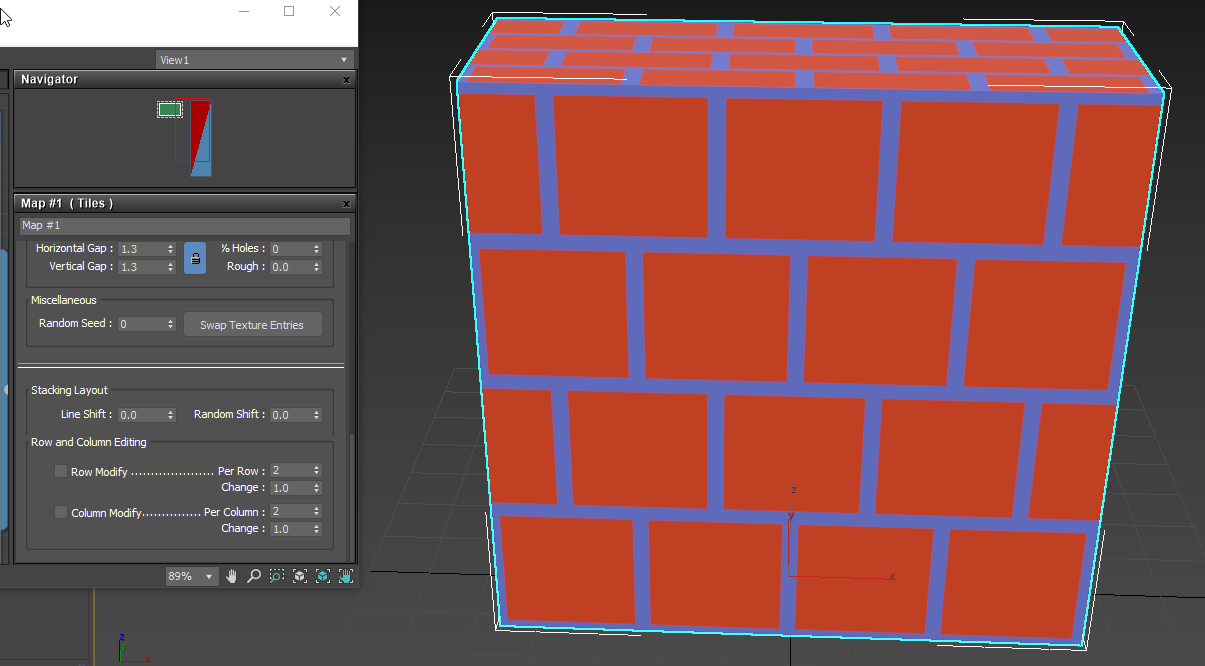 View1
Navigator
Map #1 ( Tiles )
Map #1
Horizontal Gap : 1.3 % Holes : 0
Vertical Gap : 1.3 Rough : 0.0
Miscellaneous
Random Seed : 0 Swap Texture Entries
Stacking Layout
Line Shift : 0.0 Random Shift : 0.0
Row and Column Editing
Row Modify ..................... Per Row : 2
Change : 1.0
Column Modify............... Per Column : 2
Change : 1.0
89%
z
y
x
z
y
x